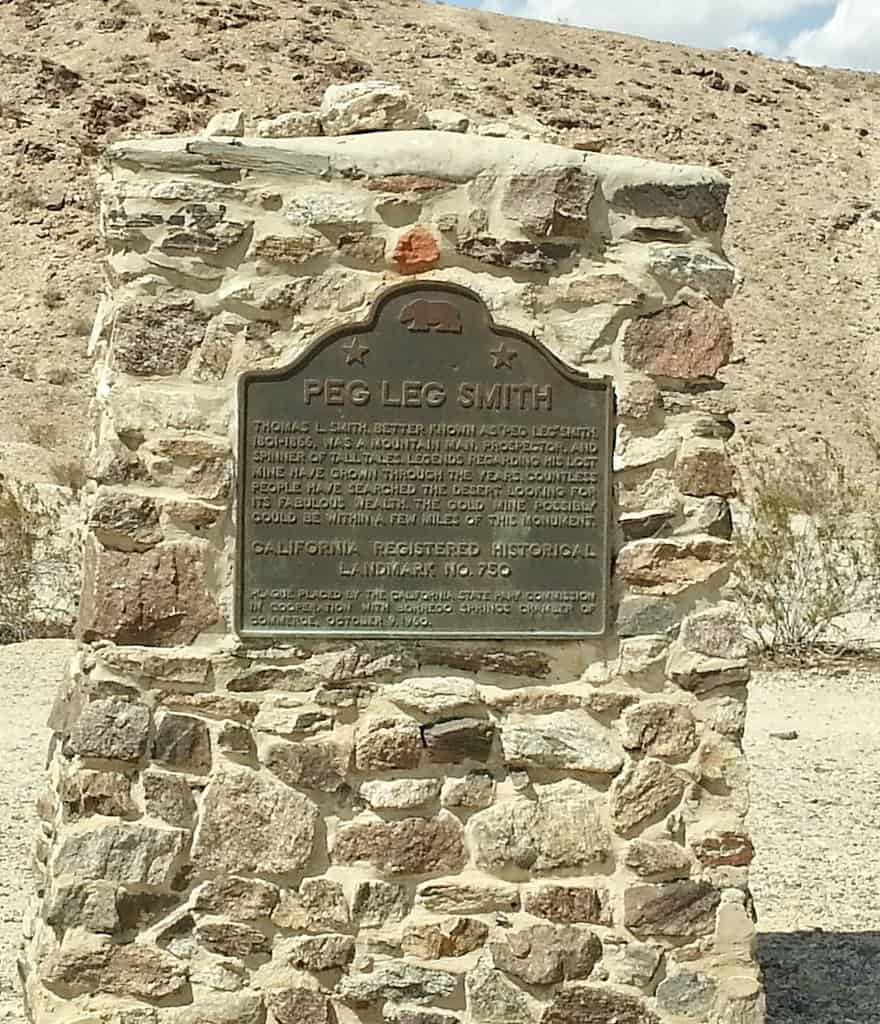 PEG LEG SMITH
THOMAS L. SMITH, BETTER KNOWN AS "PEG LEG" SMITH,
1801-1866, WAS A MOUNTAIN MAN, PROSPECTOR, AND
SPINNER OF TALL TALES. LEGENDS REGARDING HIS LOST
MINE HAVE GROWN THROUGH THE YEARS. COUNTLESS
PEOPLE HAVE SEARCHED THE DESERT LOOKING FOR
ITS FABULOUS WEALTH. THE GOLD MINE POSSIBLY
COULD BE WITHIN A FEW MILES OF THIS MONUMENT.
CALIFORNIA REGISTERED HISTORICAL
LANDMARK NO. 750
PLAQUE PLACED BY THE CALIFORNIA STATE PARK COMMISSION
IN COOPERATION WITH BORREGO SPRINGS CHAMBER OF
COMMERCE, OCTOBER 9, 1960.